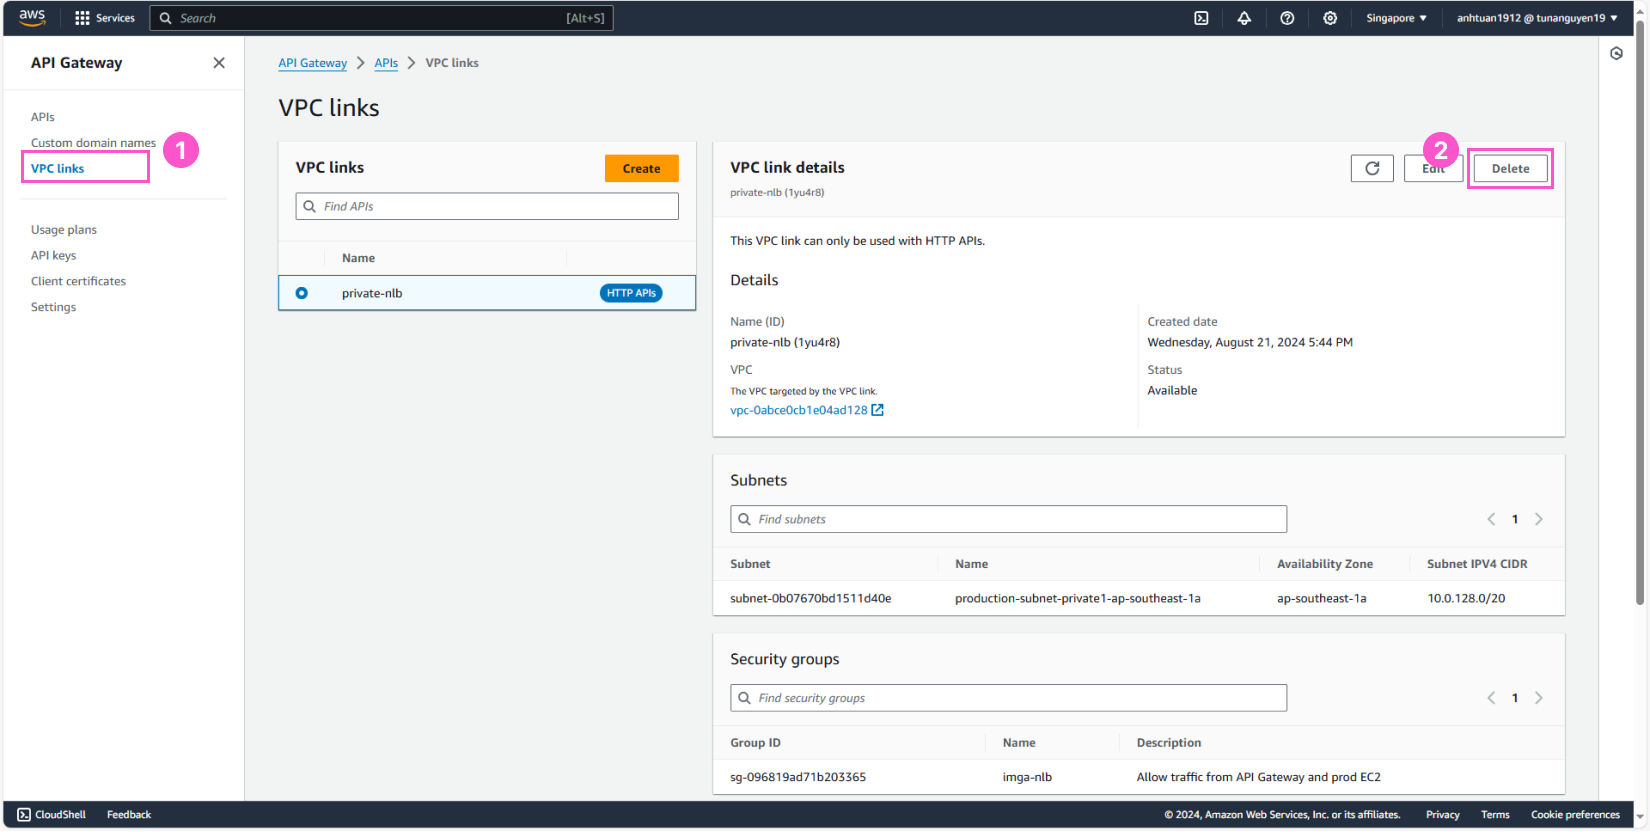 aws
Services
Search
[Alt+S]
Singapore
anhtuan1912 @ tunanguyen19
API Gateway
APIs
Custom domain names
VPC links
1
Usage plans
API keys
Client certificates
Settings
API Gateway > APIs > VPC links
VPC links
VPC links
Create
Find APIs
Name
private-nlb
HTTP APIs
VPC link details
private-nlb (1yu4r8)
2
Edit
Delete
This VPC link can only be used with HTTP APIs.
Details
Name (ID)
private-nlb (1yu4r8)
VPC
The VPC targeted by the VPC link.
vpc-0abce0cb1e04ad128
Created date
Wednesday, August 21, 2024 5:44 PM
Status
Available
Subnets
Find subnets
1
Subnet Name Availability Zone Subnet IPV4 CIDR
subnet-0b07670bd1511d40e production-subnet-private1-ap-southeast-1a ap-southeast-1a 10.0.128.0/20
Security groups
Find security groups
1
Group ID Name Description
sg-096819ad71b203365 imga-nlb Allow traffic from API Gateway and prod EC2
CloudShell
Feedback
© 2024, Amazon Web Services, Inc. or its affiliates.
Privacy
Terms
Cookie preferences